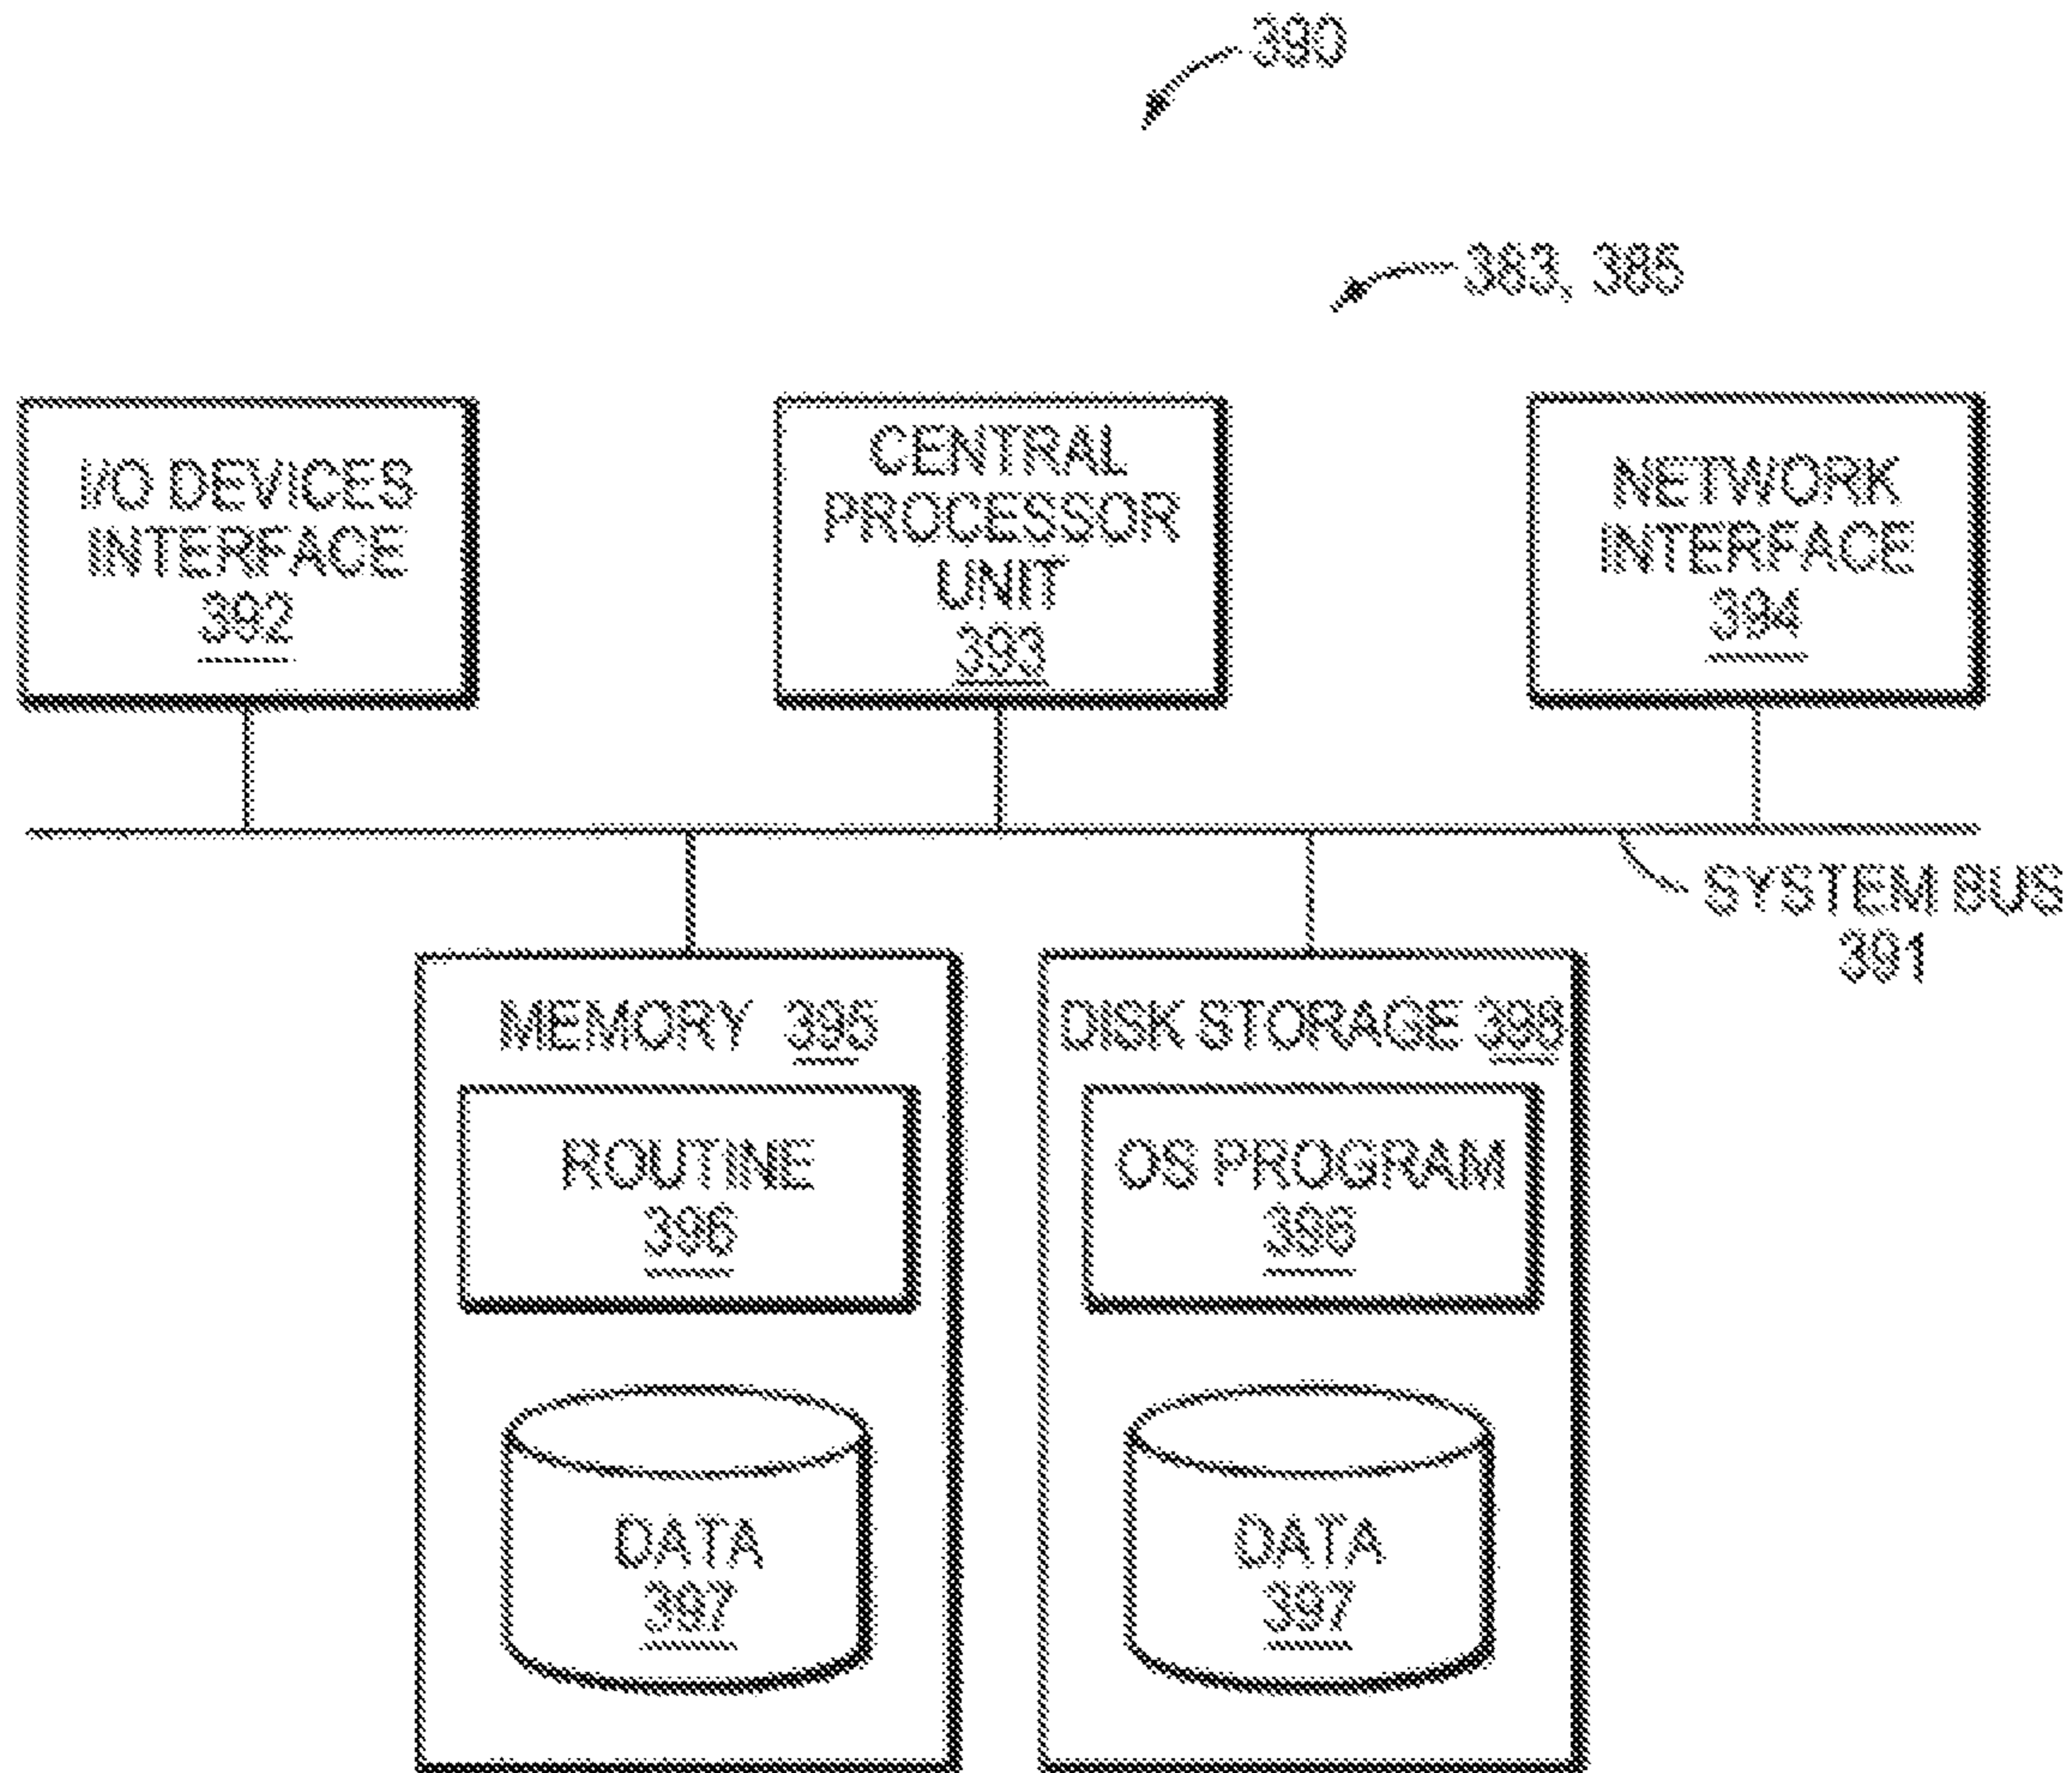 390
383, 385
I/O DEVICES
INTERFACE
392
CENTRAL
PROCESSOR
UNIT
393
NETWORK
INTERFACE
394
SYSTEM BUS
391
MEMORY 395
ROUTINE
396
DATA
397
DISK STORAGE 398
OS PROGRAM
398
DATA
397